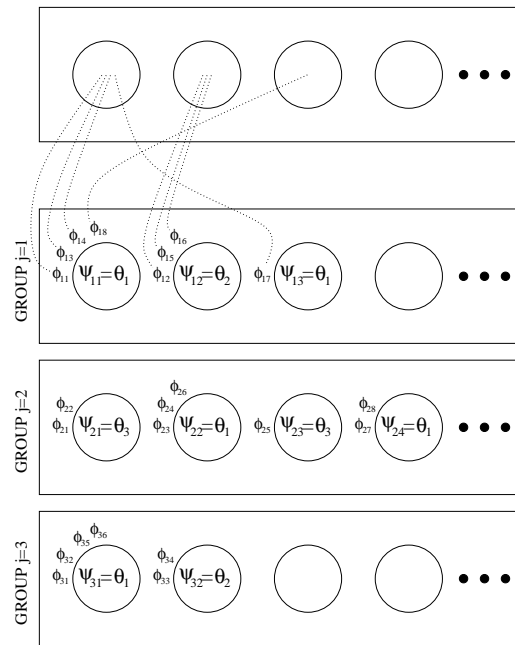 ϕ18
ϕ14
ϕ16
ϕ13
ϕ15
ϕ11 ψ11=θ1 ϕ12 ψ12=θ2 ϕ17 ψ13=θ1
GROUP j=1
ϕ26
ϕ22 ϕ24 ϕ28
ϕ21 ψ21=θ3 ϕ23 ψ22=θ1 ϕ25 ψ23=θ3 ϕ27 ψ24=θ1
GROUP j=2
ϕ36
ϕ35
ϕ32 ϕ34
ϕ31 ψ31=θ1 ϕ33 ψ32=θ2
GROUP j=3